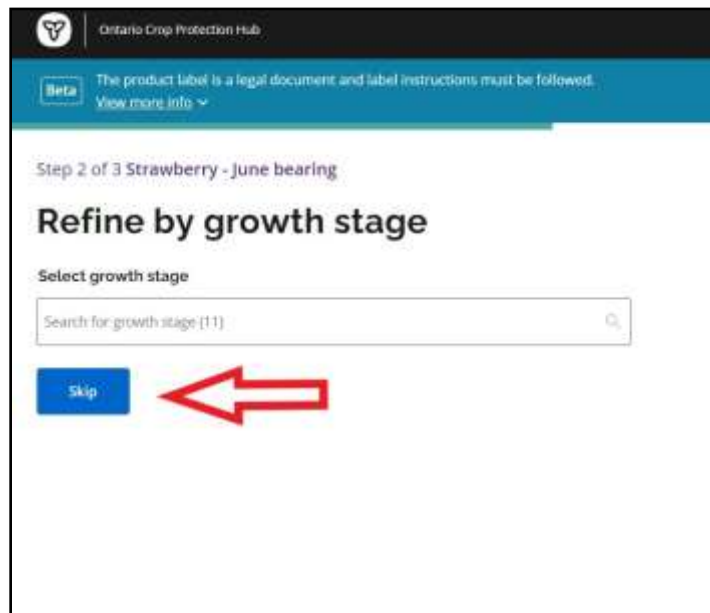 Ontario Crop Protection Hub
Beta
The product label is a legal document and label instructions must be followed.
View more info
Step 2 of 3 Strawberry - June bearing
Refine by growth stage
Select growth stage
Search for growth stage (11)
Skip